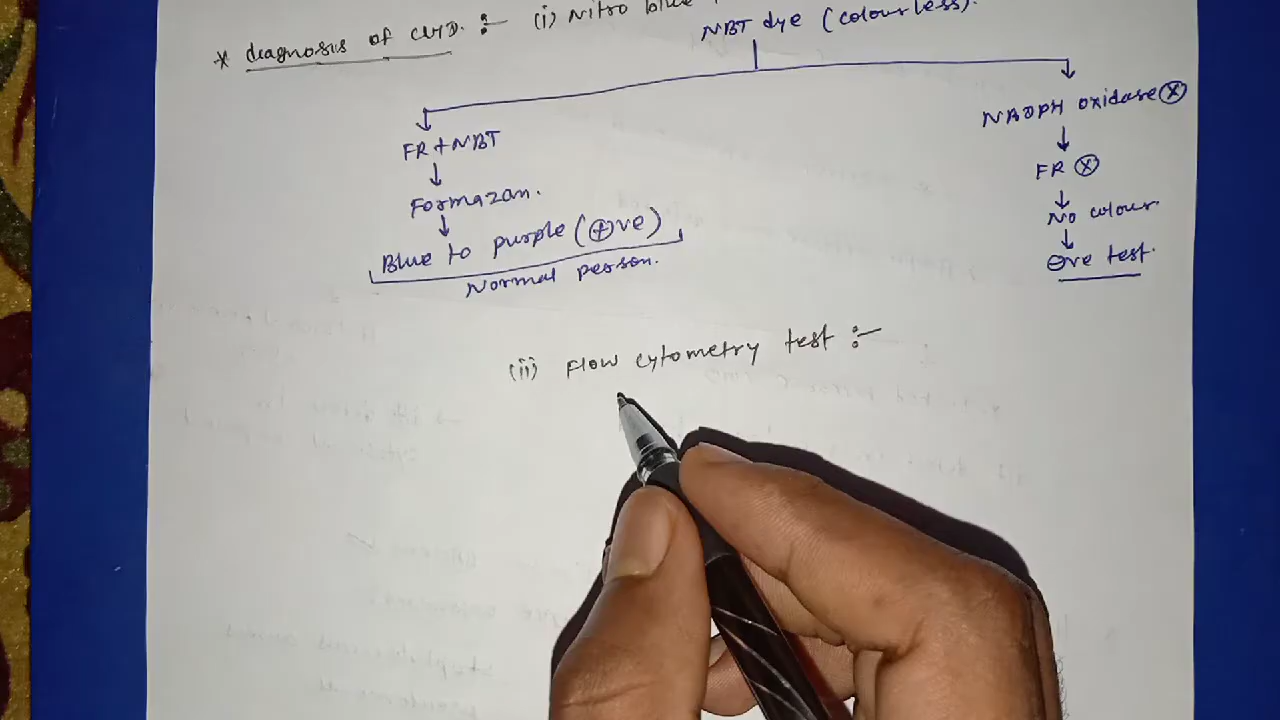 * diagnosis of CGD. :- (i) Nitro blue
NBT dye (colourless).
FR + NBT
↓
Formazan.
↓
Blue to purple (⊕ve)
Normal person.
NADPH oxidase ⊗
↓
FR ⊗
↓
No colour.
↓
⊖ve test.
(ii) Flow cytometry test :-